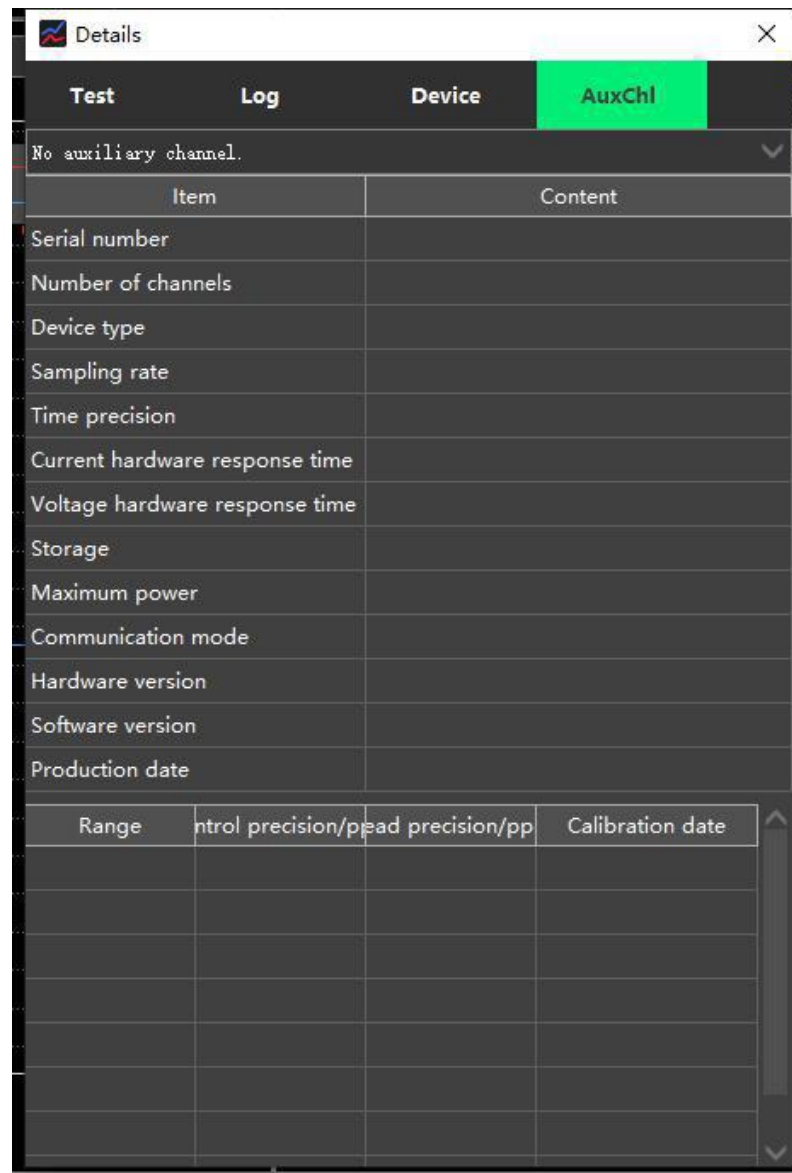 Details
Test Log Device AuxChl
No auxiliary channel.
Item Content
Serial number
Number of channels
Device type
Sampling rate
Time precision
Current hardware response time
Voltage hardware response time
Storage
Maximum power
Communication mode
Hardware version
Software version
Production date
Range ntrol precision/pp ead precision/pp Calibration date